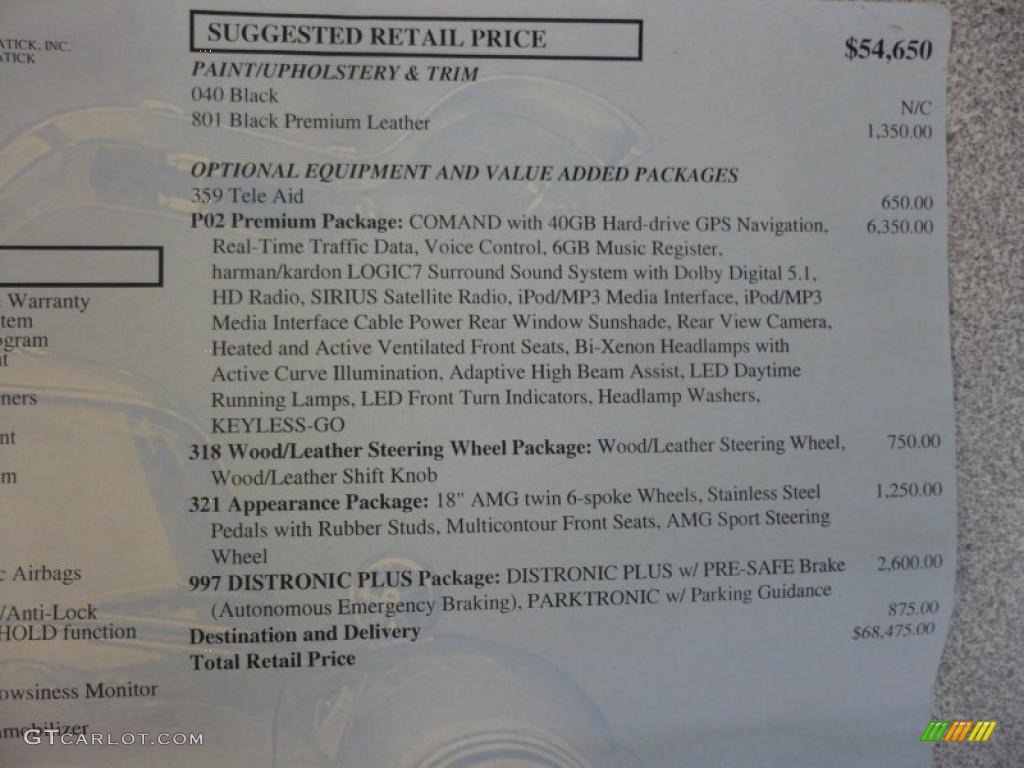 ATICK, INC.
ATICK
SUGGESTED RETAIL PRICE $54,650
PAINT/UPHOLSTERY & TRIM
040 Black N/C
801 Black Premium Leather 1,350.00
OPTIONAL EQUIPMENT AND VALUE ADDED PACKAGES
359 Tele Aid 650.00
P02 Premium Package: COMAND with 40GB Hard-drive GPS Navigation, 6,350.00
Real-Time Traffic Data, Voice Control, 6GB Music Register,
harman/kardon LOGIC7 Surround Sound System with Dolby Digital 5.1,
HD Radio, SIRIUS Satellite Radio, iPod/MP3 Media Interface, iPod/MP3
Media Interface Cable Power Rear Window Sunshade, Rear View Camera,
Heated and Active Ventilated Front Seats, Bi-Xenon Headlamps with
Active Curve Illumination, Adaptive High Beam Assist, LED Daytime
Running Lamps, LED Front Turn Indicators, Headlamp Washers,
KEYLESS-GO
318 Wood/Leather Steering Wheel Package: Wood/Leather Steering Wheel, 750.00
Wood/Leather Shift Knob
321 Appearance Package: 18" AMG twin 6-spoke Wheels, Stainless Steel 1,250.00
Pedals with Rubber Studs, Multicontour Front Seats, AMG Sport Steering
Wheel
997 DISTRONIC PLUS Package: DISTRONIC PLUS w/ PRE-SAFE Brake 2,600.00
(Autonomous Emergency Braking), PARKTRONIC w/ Parking Guidance
Destination and Delivery 875.00
Total Retail Price $68,475.00
Warranty
tem
ogram
t
ners
nt
m
c Airbags
/Anti-Lock
HOLD function
owsiness Monitor
mobilizer
GTCARLOT.COM